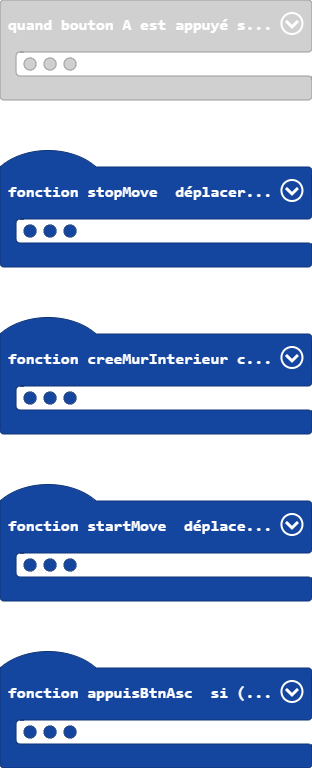 quand bouton A est appuyé s...
fonction stopMove déplacer...
fonction creeMurInterieur c...
fonction startMove déplace...
fonction appuisBtnAsc si (...